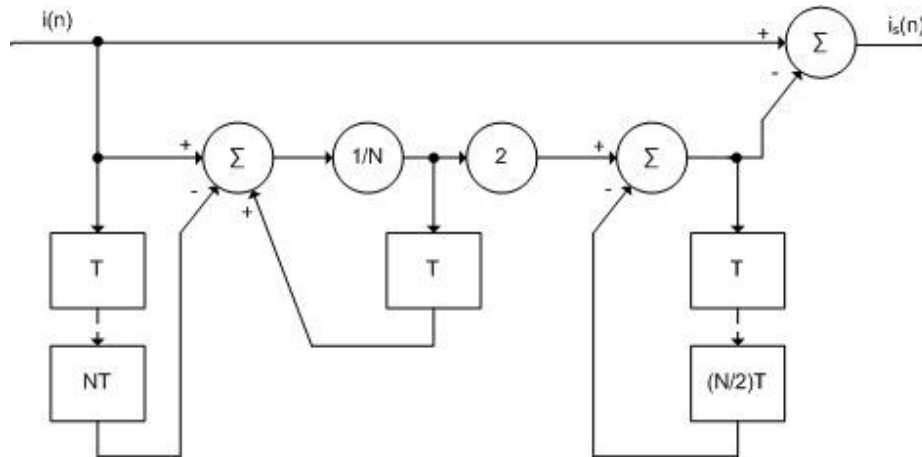 i(n)
iₛ(n)
+
Σ
-
+
Σ
1/N
2
+
Σ
-
+
-
T
T
T
NT
(N/2)T